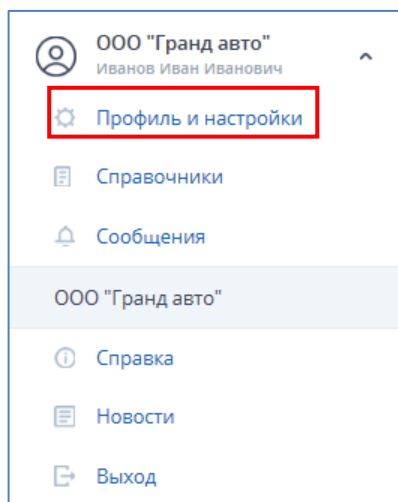 ООО "Гранд авто"
Иванов Иван Иванович
Профиль и настройки
Справочники
Сообщения
ООО "Гранд авто"
Справка
Новости
Выход